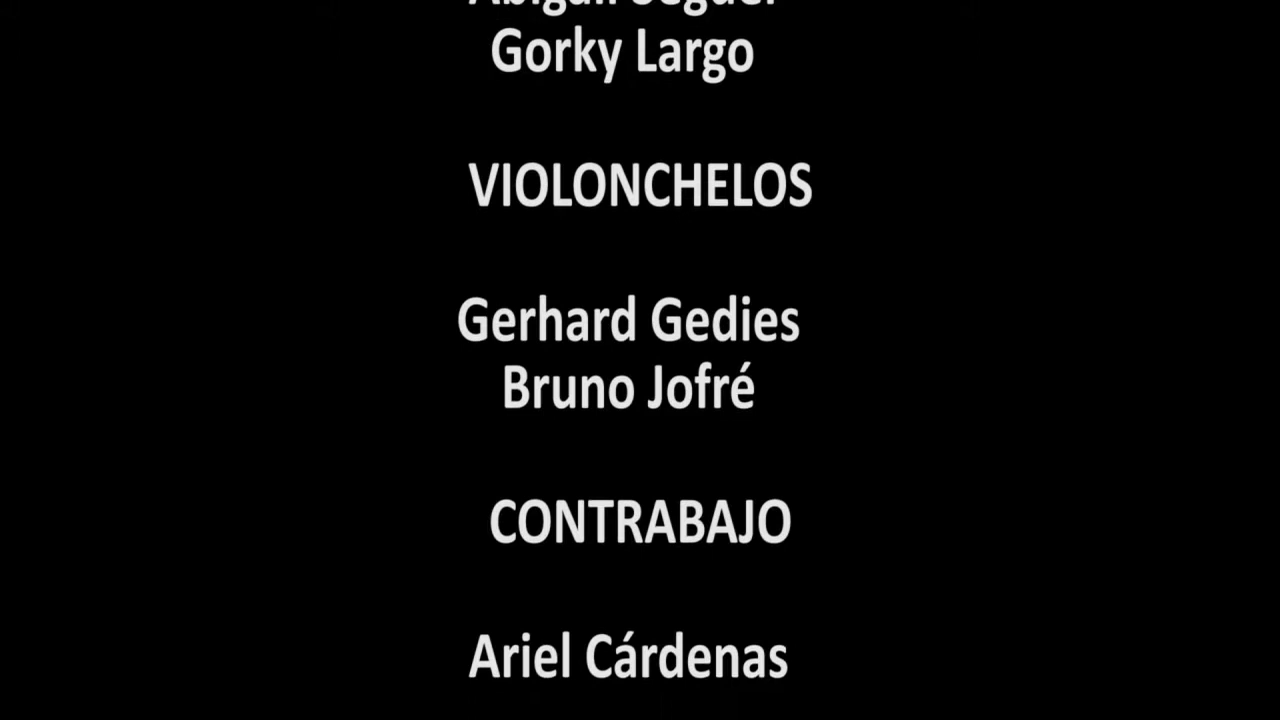 Gorky Largo
VIOLONCHELOS
Gerhard Gedies
Bruno Jofré
CONTRABAJO
Ariel Cárdenas